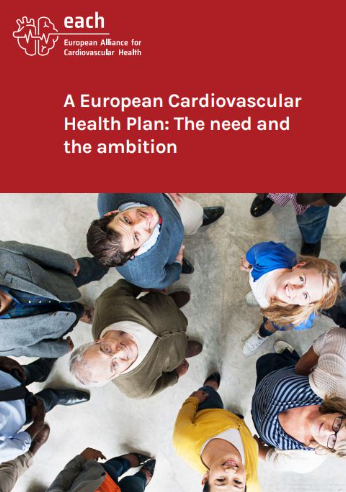 each
European Alliance for
Cardiovascular Health
A European Cardiovascular
Health Plan: The need and
the ambition